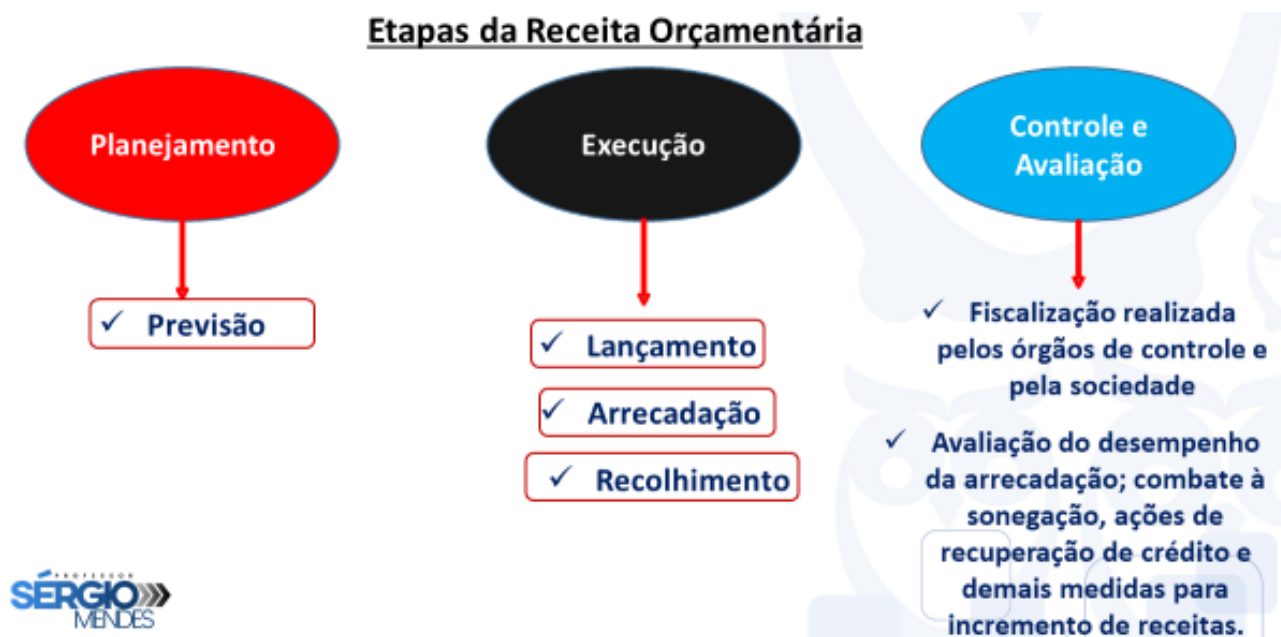 Etapas da Receita Orçamentária
Planejamento
✓ Previsão
Execução
✓ Lançamento
✓ Arrecadação
✓ Recolhimento
Controle e
Avaliação
✓ Fiscalização realizada
pelos órgãos de controle e
pela sociedade
✓ Avaliação do desempenho
da arrecadação; combate à
sonegação, ações de
recuperação de crédito e
demais medidas para
incremento de receitas.
PROFESSOR
SÉRGIO
MENDES